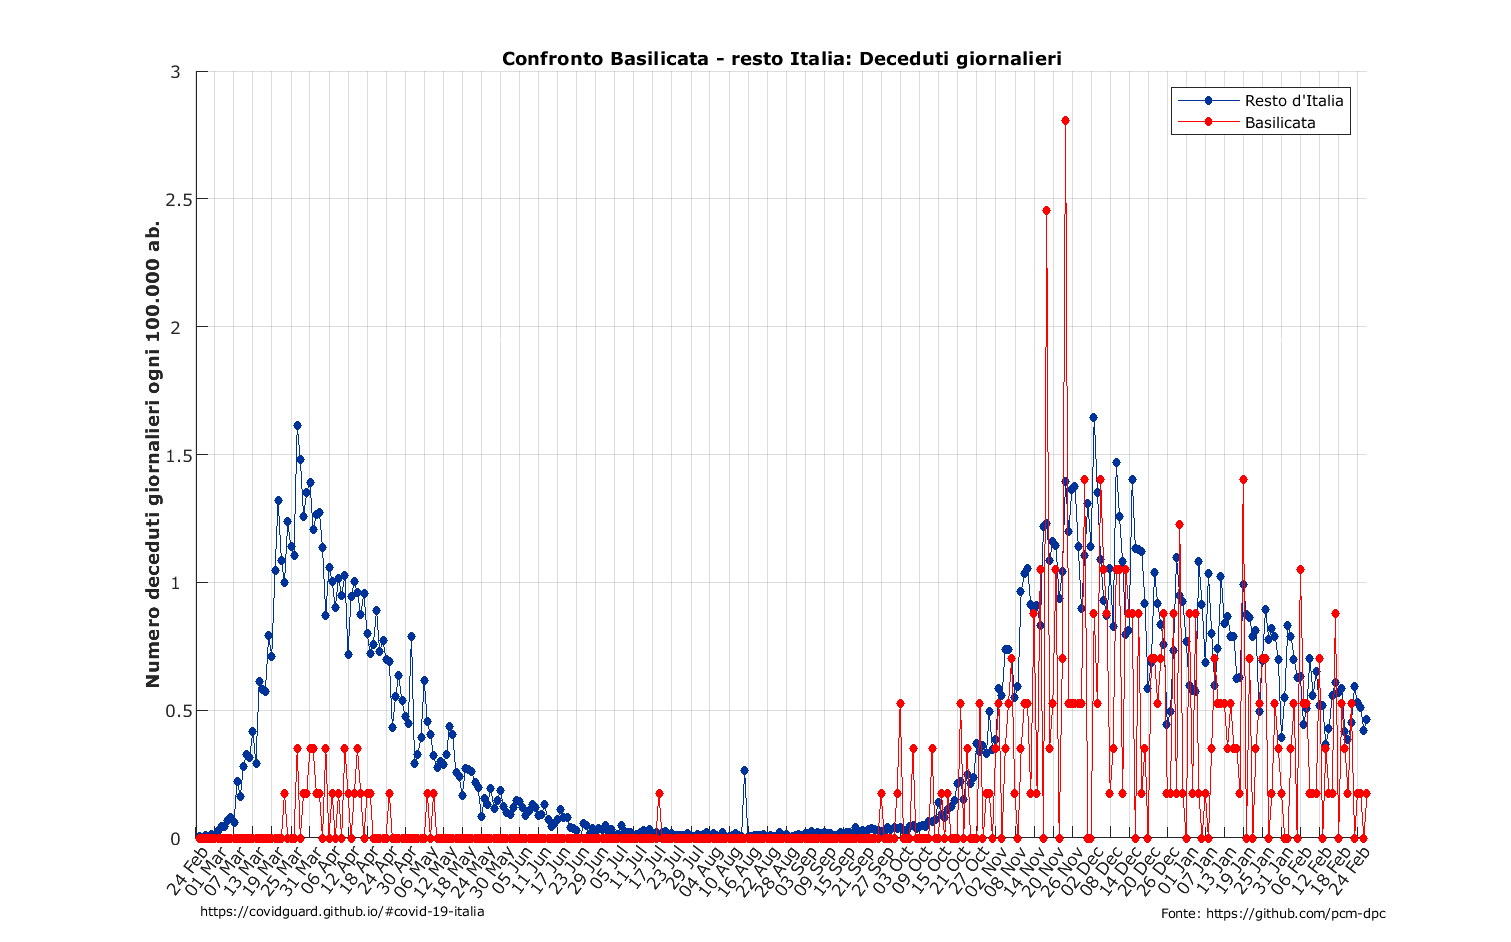 Confronto Basilicata - resto Italia: Deceduti giornalieri
Resto d'Italia
Basilicata
Numero deceduti giornalieri ogni 100.000 ab.
3
2.5
2
1.5
1
0.5
0
24 Feb
01 Mar
07 Mar
13 Mar
19 Mar
25 Mar
31 Mar
06 Apr
12 Apr
18 Apr
24 Apr
30 Apr
06 May
12 May
18 May
24 May
30 May
05 Jun
11 Jun
17 Jun
23 Jun
29 Jun
05 Jul
11 Jul
17 Jul
23 Jul
29 Jul
04 Aug
10 Aug
16 Aug
22 Aug
28 Aug
03 Sep
09 Sep
15 Sep
21 Sep
27 Sep
03 Oct
09 Oct
15 Oct
21 Oct
27 Oct
02 Nov
08 Nov
14 Nov
20 Nov
26 Nov
02 Dec
08 Dec
14 Dec
20 Dec
26 Dec
01 Jan
07 Jan
13 Jan
19 Jan
25 Jan
31 Jan
06 Feb
12 Feb
18 Feb
24 Feb
https://covidguard.github.io/#covid-19-italia
Fonte: https://github.com/pcm-dpc